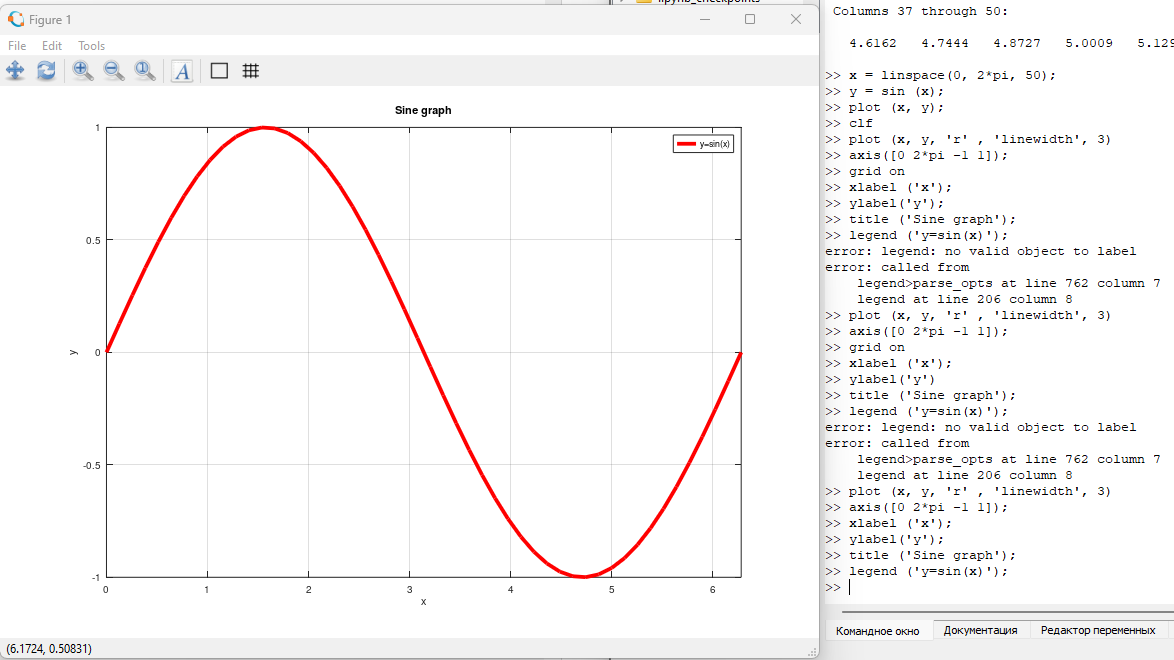 Figure 1
File Edit Tools
A
Sine graph
y=sin(x)
1
0.5
0
-0.5
-1
y
0 1 2 3 4 5 6
x
(6.1724, 0.50831)
Columns 37 through 50:
4.6162 4.7444 4.8727 5.0009
>> x = linspace(0, 2*pi, 50);
>> y = sin (x);
>> plot (x, y);
>> clf
>> plot (x, y, 'r' , 'linewidth', 3)
>> axis([0 2*pi -1 1]);
>> grid on
>> xlabel ('x');
>> ylabel('y');
>> title ('Sine graph');
>> legend ('y=sin(x)');
error: legend: no valid object to label
error: called from
legend>parse_opts at line 762 column 7
legend at line 206 column 8
>> plot (x, y, 'r' , 'linewidth', 3)
>> axis([0 2*pi -1 1]);
>> grid on
>> xlabel ('x');
>> ylabel('y')
>> title ('Sine graph');
>> legend ('y=sin(x)');
error: legend: no valid object to label
error: called from
legend>parse_opts at line 762 column 7
legend at line 206 column 8
>> plot (x, y, 'r' , 'linewidth', 3)
>> axis([0 2*pi -1 1]);
>> xlabel ('x');
>> ylabel('y');
>> title ('Sine graph');
>> legend ('y=sin(x)');
>>
Командное окно Документация Редактор переменных